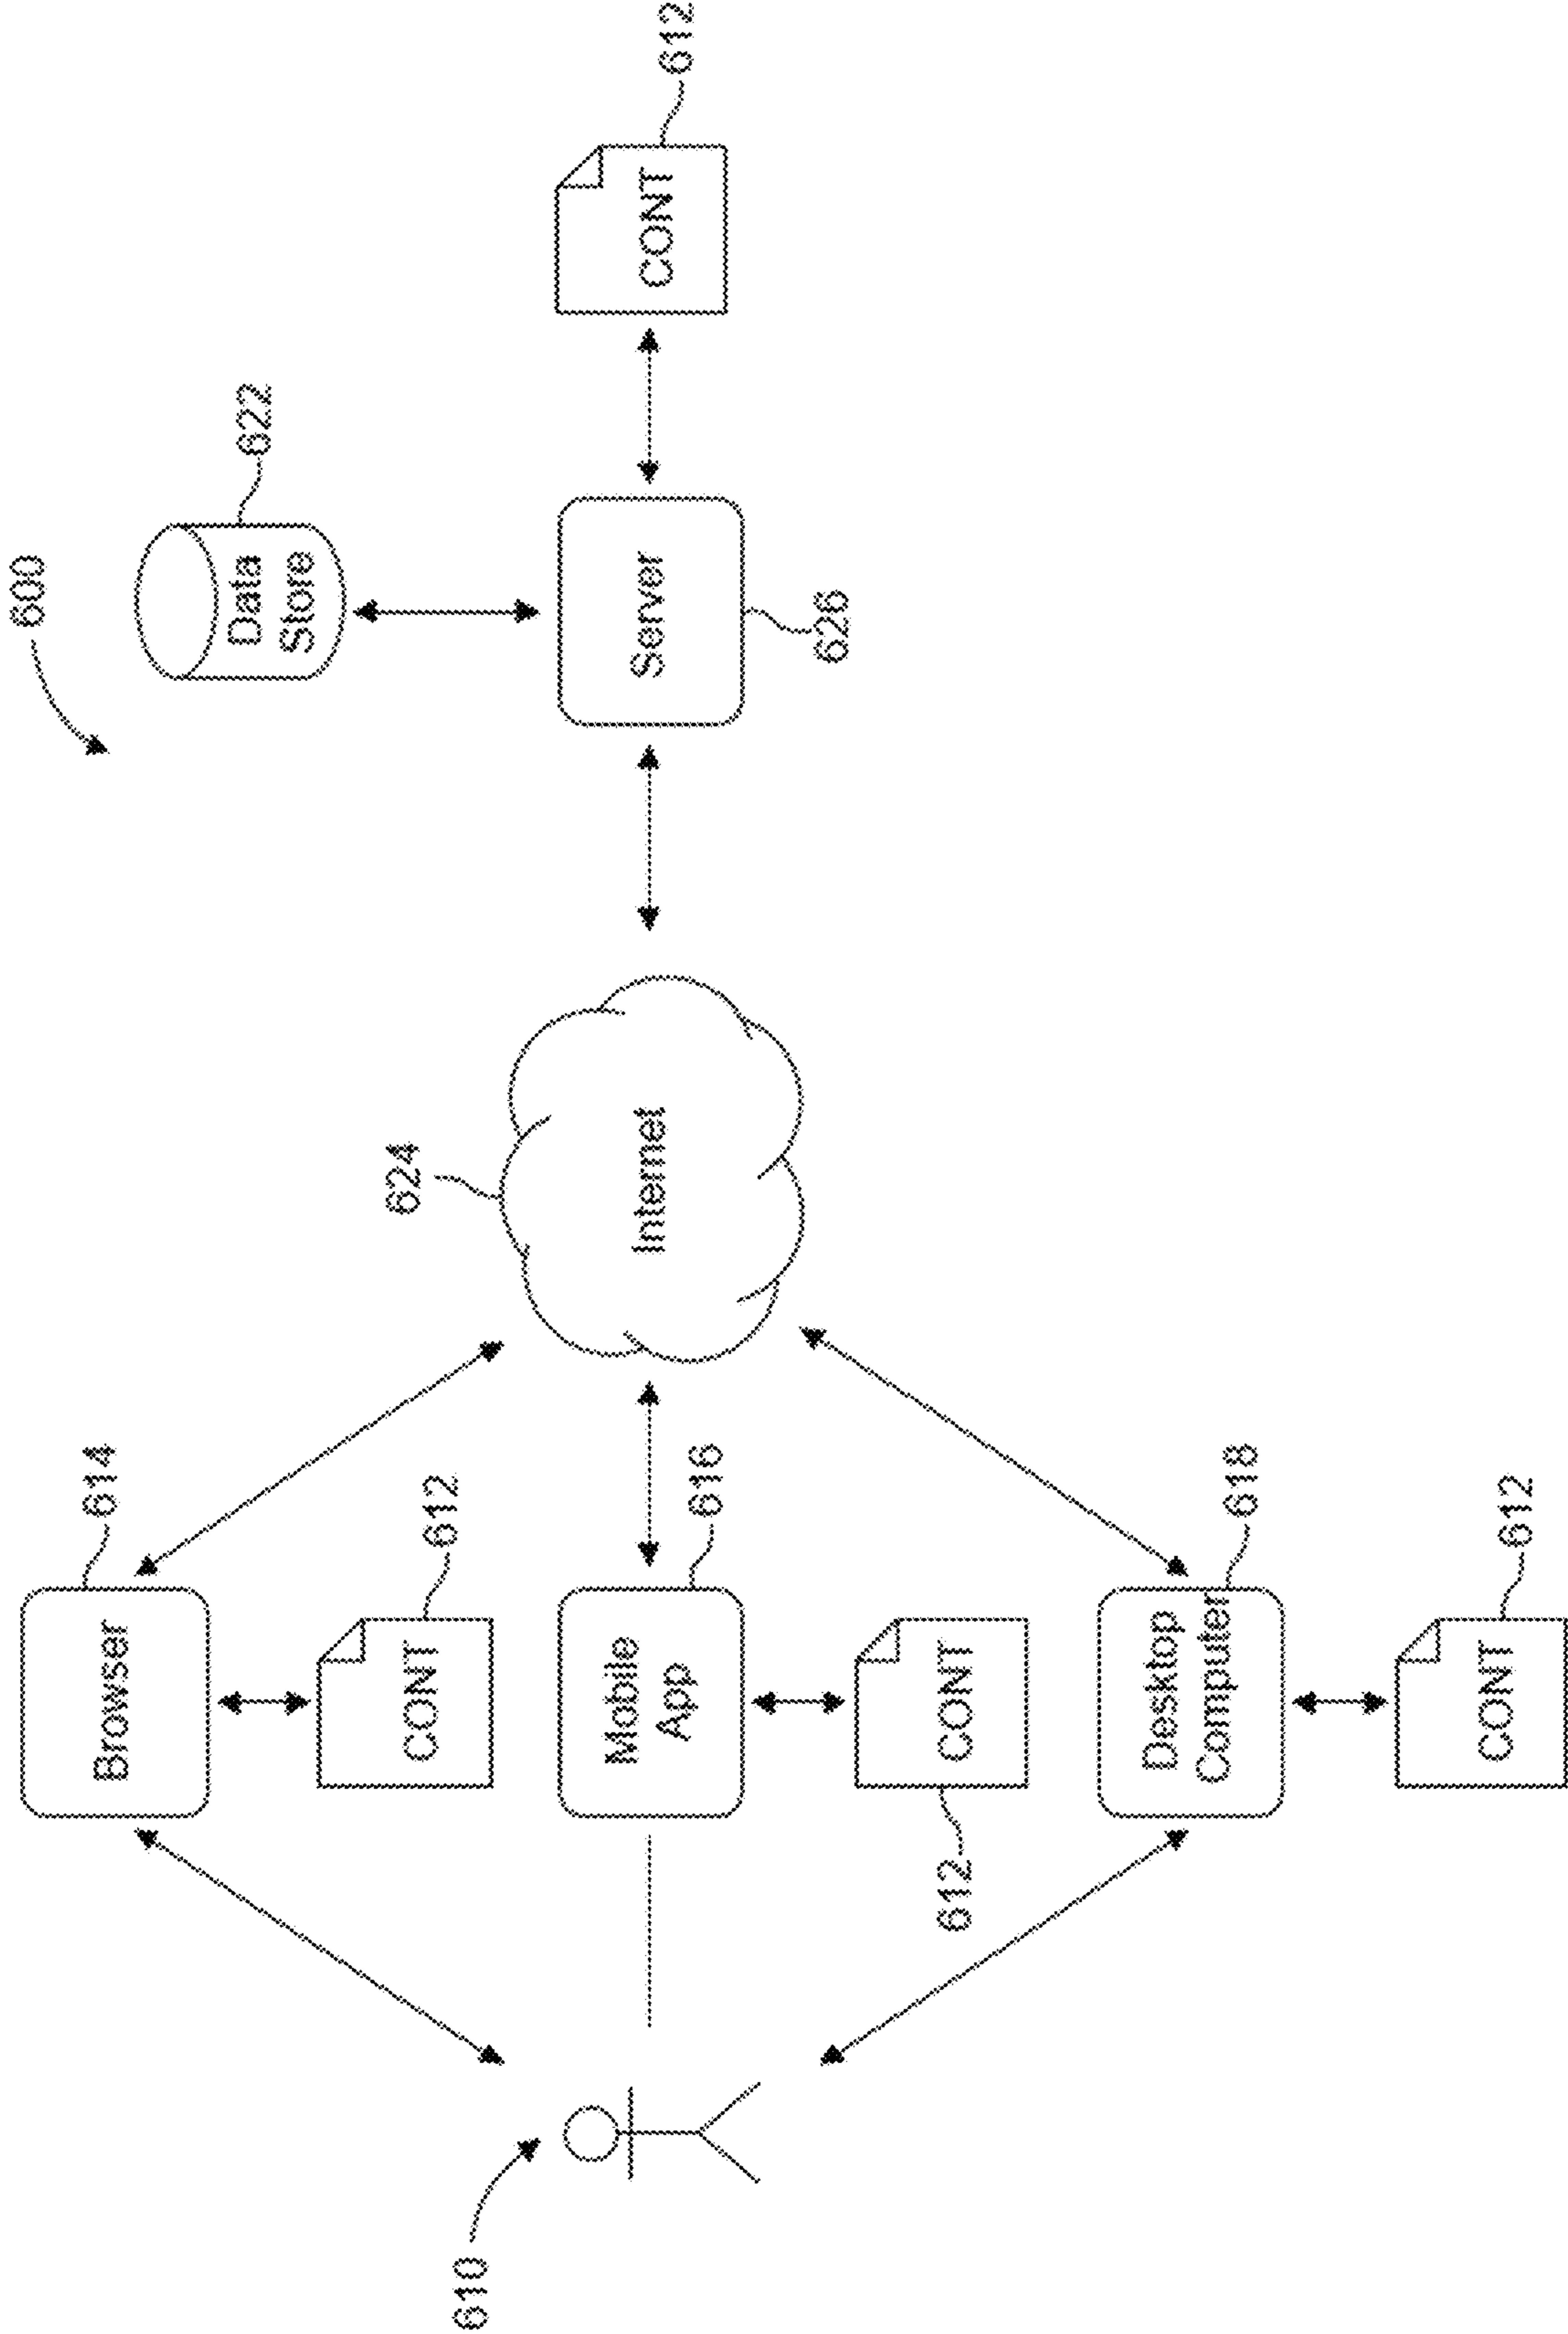 600
614
Browser
622
Data
Store
624
612
CONT
610
Mobile
App
Internet
Server
CONT
612
616
626
612
CONT
Desktop
Computer
618
CONT
612